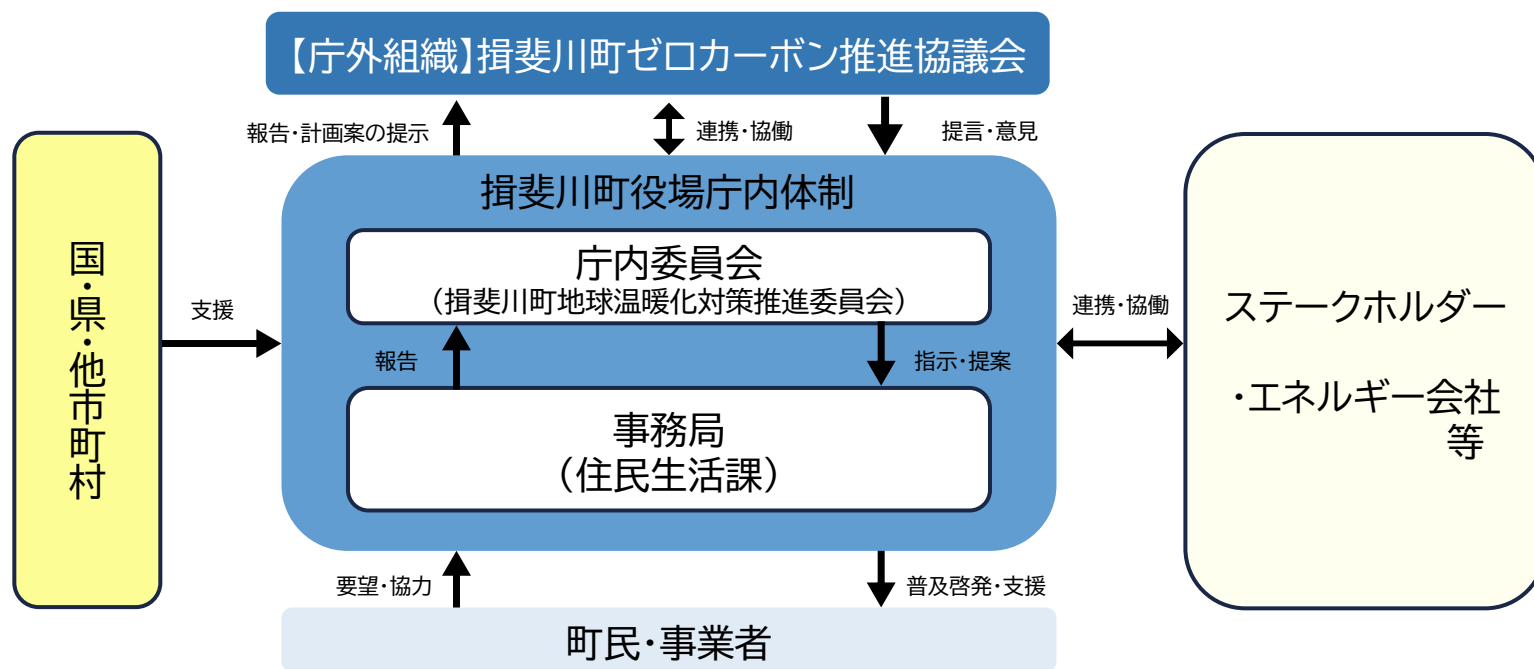 【庁外組織】揖斐川町ゼロカーボン推進協議会
報告・計画案の提示
連携・協働
提言・意見
揖斐川町役場庁内体制
庁内委員会
（揖斐川町地球温暖化対策推進委員会）
国・県・他市町村
支援
報告
指示・提案
連携・協働
ステークホルダー
・エネルギー会社
等
事務局
（住民生活課）
要望・協力
普及啓発・支援
町民・事業者